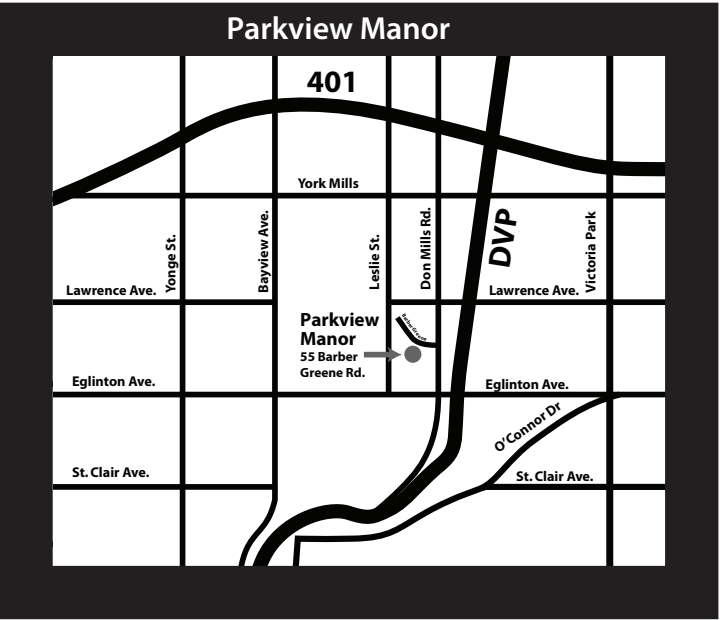 Parkview Manor
401
York Mills
Yonge St.
Bayview Ave.
Leslie St.
Don Mills Rd.
DVP
Victoria Park
Lawrence Ave.
Lawrence Ave.
Barber Greene
Parkview
Manor
55 Barber
Greene Rd.
Eglinton Ave.
Eglinton Ave.
O'Connor Dr
St. Clair Ave.
St. Clair Ave.